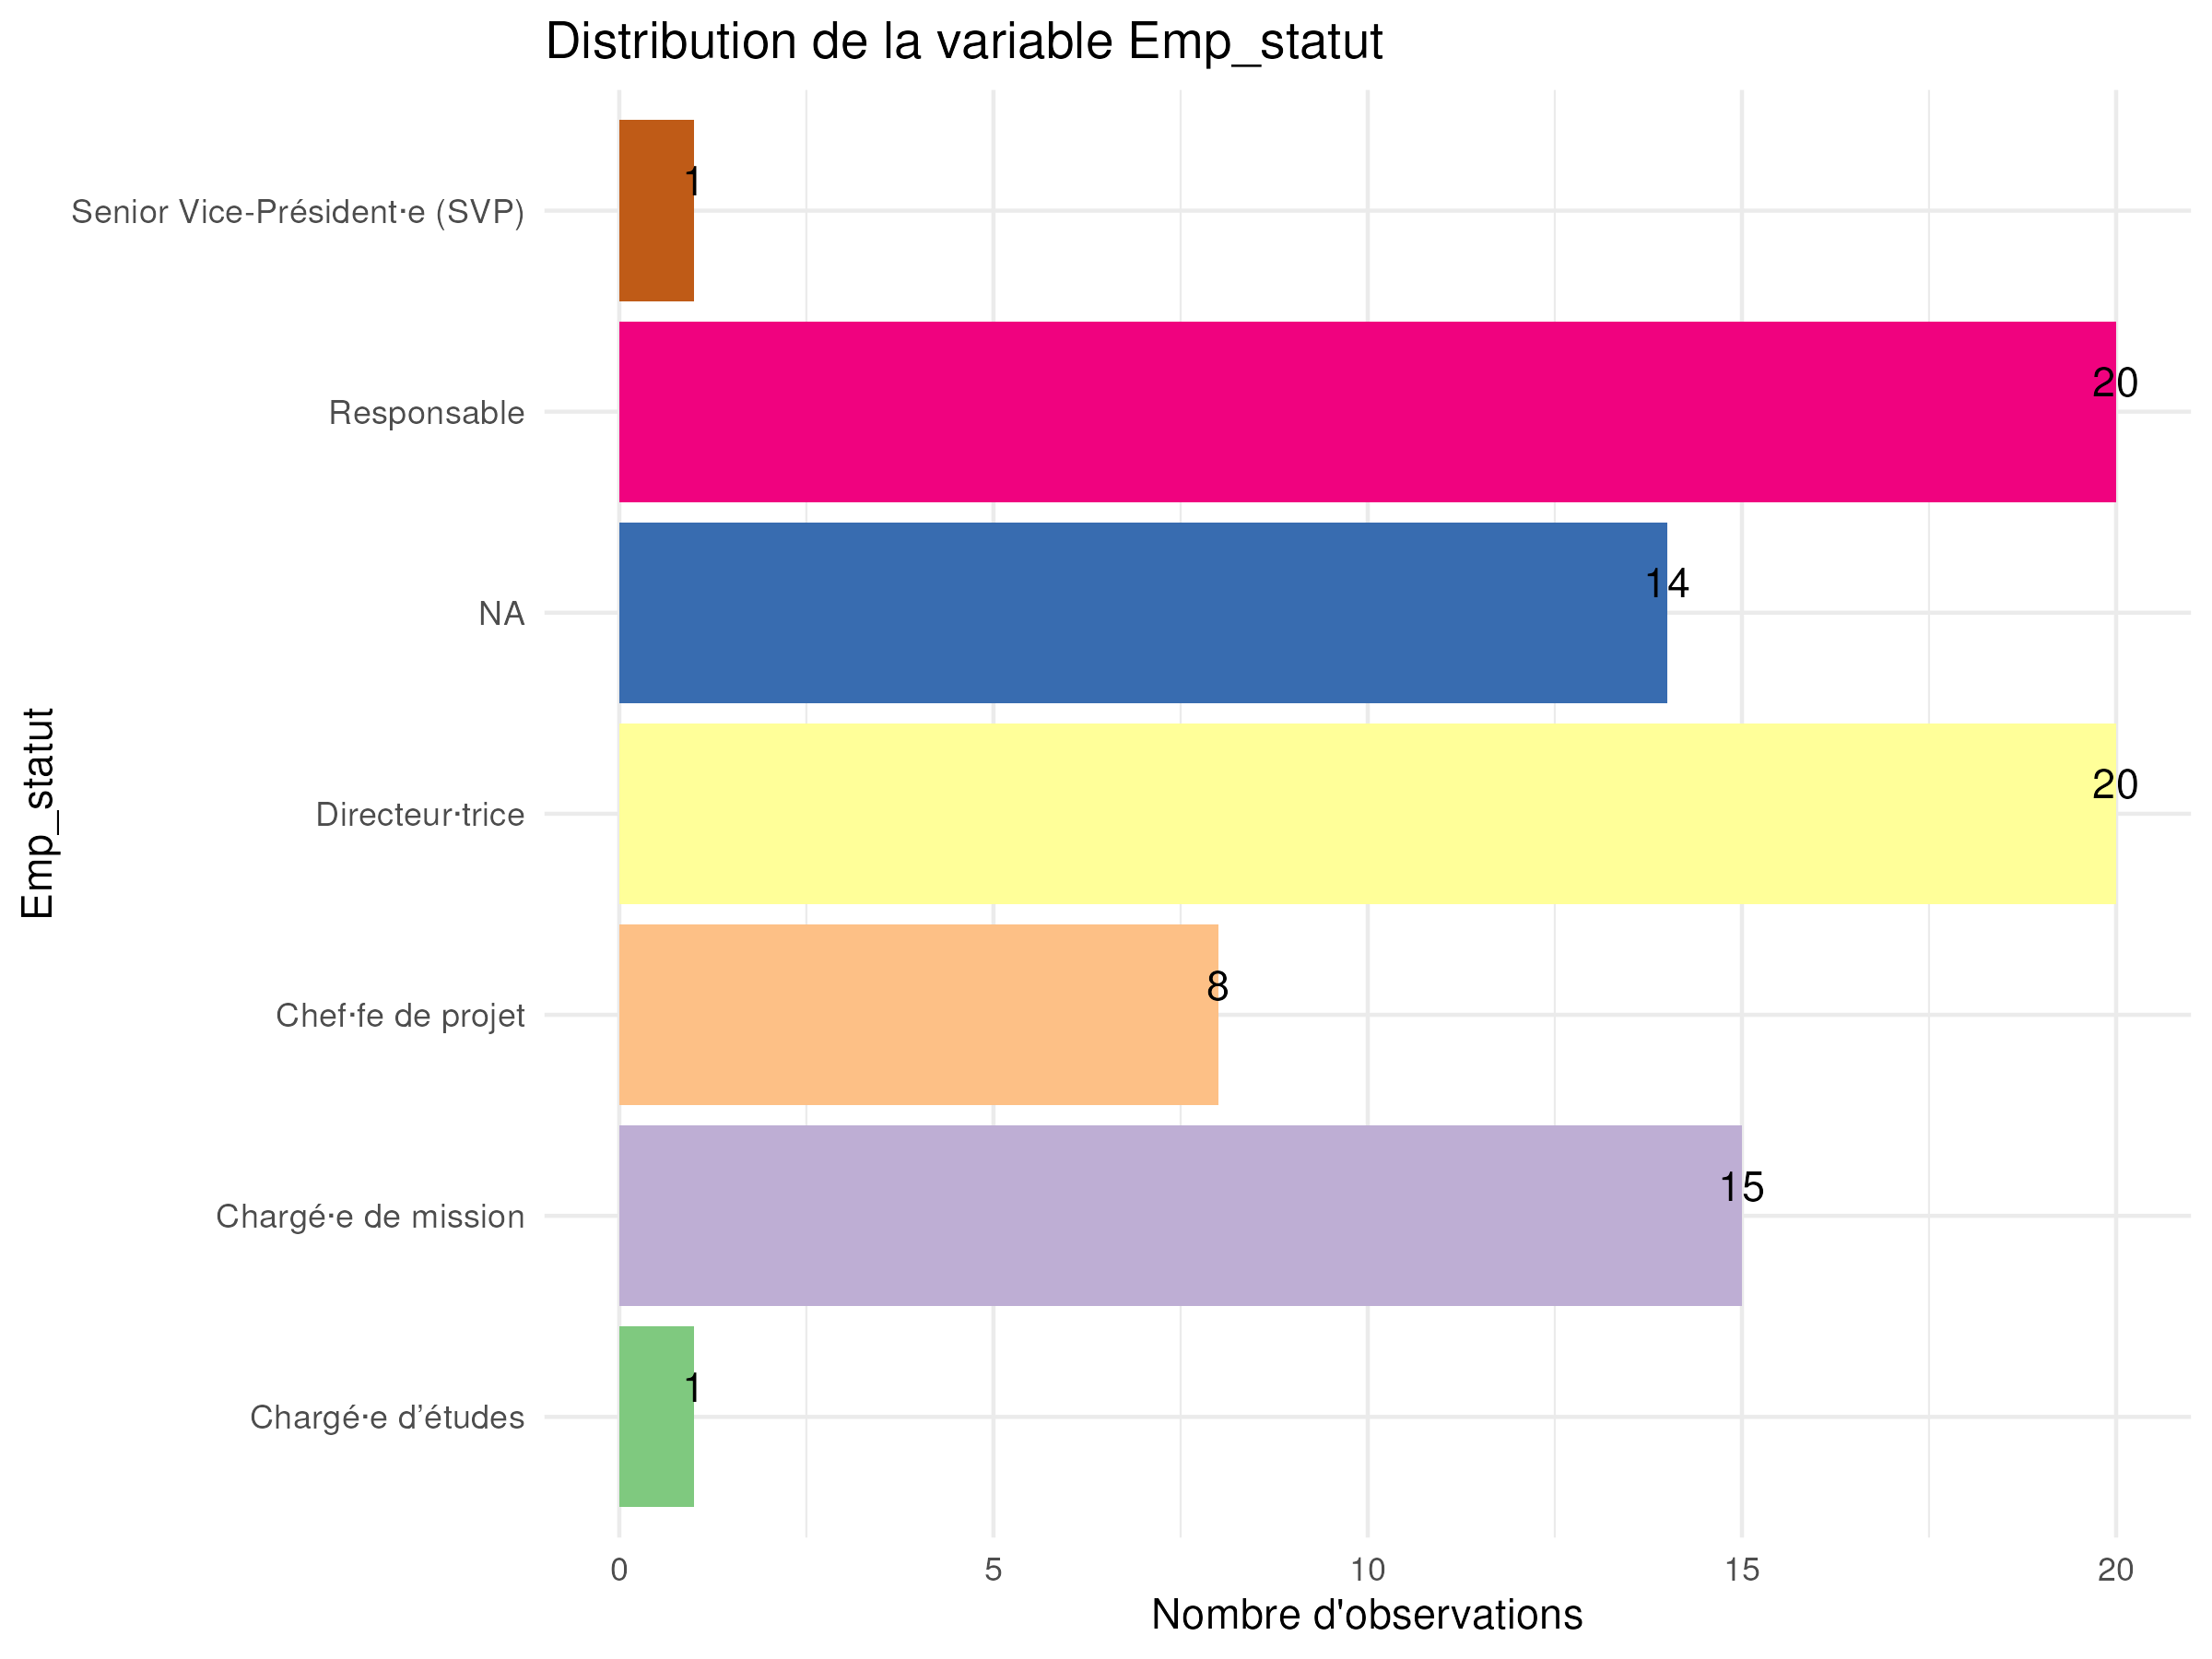 Distribution de la variable Emp_statut
Senior Vice-Président·e (SVP)
1
Responsable
20
NA
14
Directeur·trice
20
Chef·fe de projet
8
Chargé·e de mission
15
Chargé·e d’études
1
Emp_statut
0 5 10 15 20
Nombre d'observations